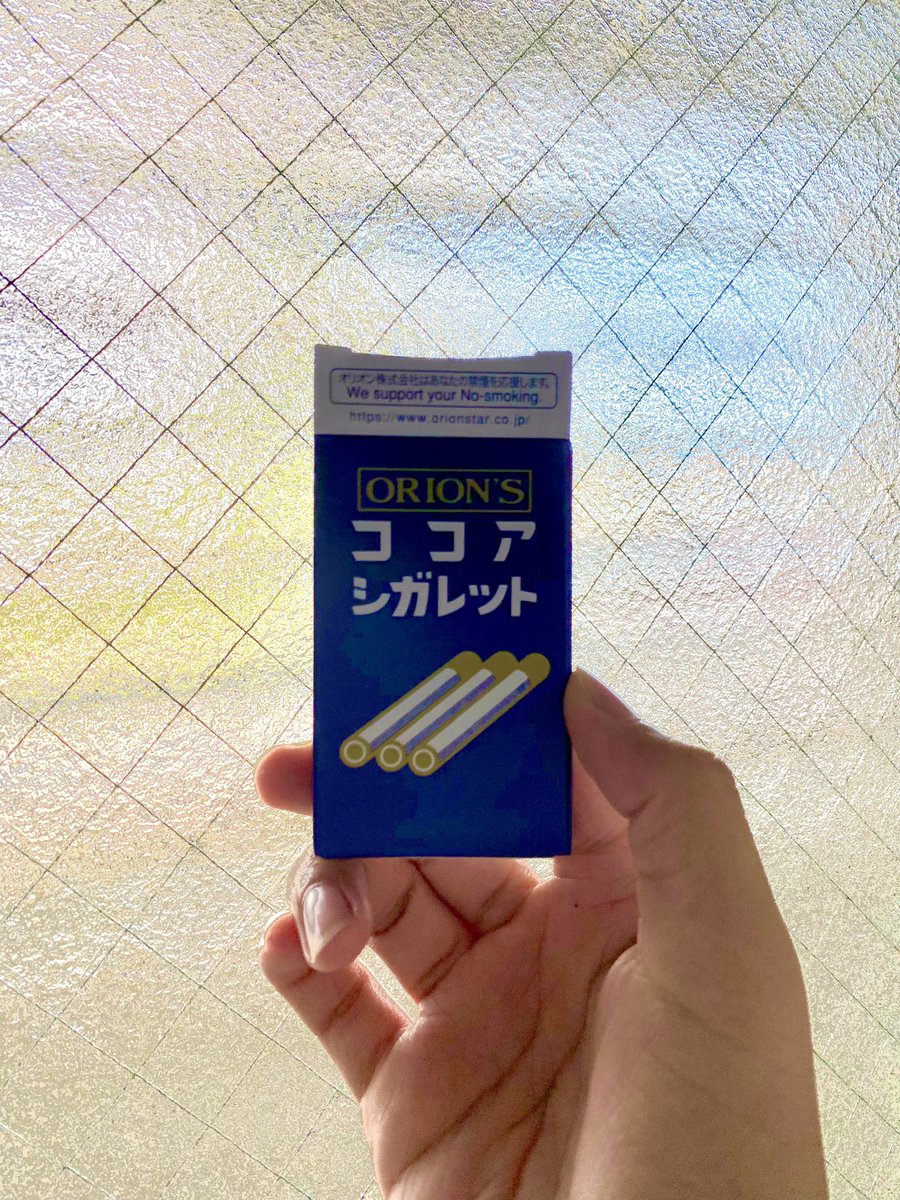 オリオン株式会社はあなたの禁煙を応援します。
We support your No-smoking.
https://www.orionstar.co.jp/
ORION'S
ココア
シガレット